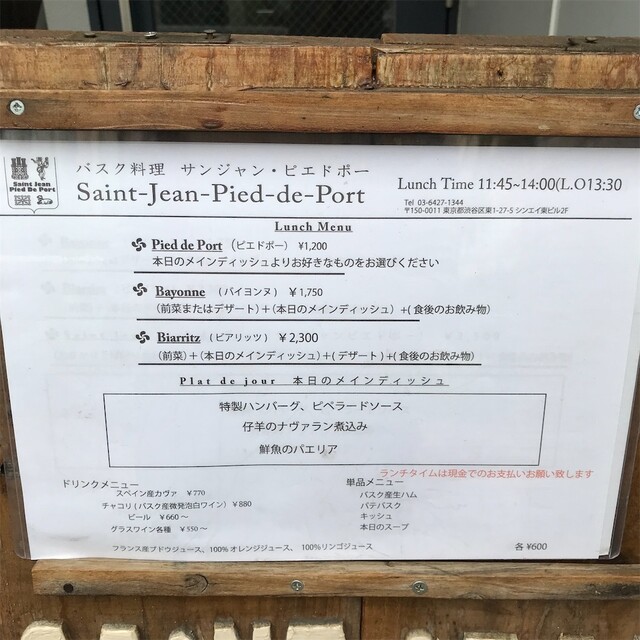 Saint Jean
Pied De Port
バスク料理 サンジャン・ピエドポー
Saint-Jean-Pied-de-Port
Lunch Time 11:45~14:00(L.O13:30
Tel 03-6427-1344
〒150-0011 東京都渋谷区東1-27-5 シンエイ東ビル2F
Lunch Menu
Pied de Port (ピエドポー) ¥1,200
本日のメインディッシュよりお好きなものをお選びください
Bayonne (バイヨンヌ) ¥1,750
(前菜またはデザート)+(本日のメインディッシュ)+(食後のお飲み物)
Biarritz (ビアリッツ) ¥2,300
(前菜)+(本日のメインディッシュ)+(デザート)+(食後のお飲み物)
Plat de jour 本日のメインディッシュ
特製ハンバーグ、ピペラードソース
仔羊のナヴァラン煮込み
鮮魚のパエリア
ランチタイムは現金でのお支払いお願い致します
ドリンクメニュー
スペイン産カヴァ ¥770
チャコリ(バスク産微発泡白ワイン) ¥880
ビール ¥660～
グラスワイン各種 ¥550～
フランス産ブドウジュース、100%オレンジジュース、100%リンゴジュース
単品メニュー
バスク産生ハム
パテバスク
キッシュ
本日のスープ
各 ¥600